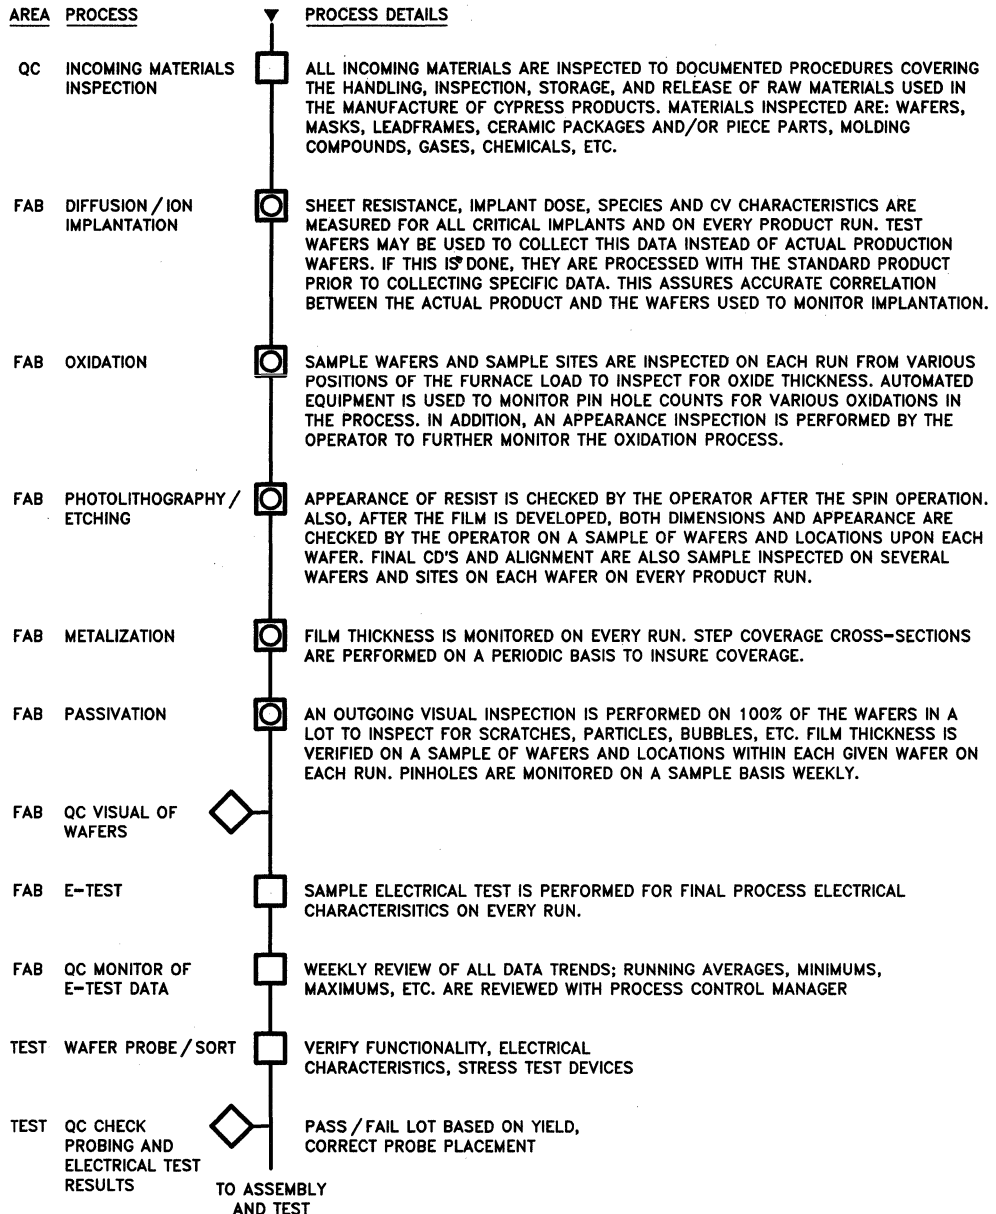 AREA PROCESS PROCESS DETAILS
QC INCOMING MATERIALS INSPECTION
ALL INCOMING MATERIALS ARE INSPECTED TO DOCUMENTED PROCEDURES COVERING
THE HANDLING, INSPECTION, STORAGE, AND RELEASE OF RAW MATERIALS USED IN
THE MANUFACTURE OF CYPRESS PRODUCTS. MATERIALS INSPECTED ARE: WAFERS,
MASKS, LEADFRAMES, CERAMIC PACKAGES AND/OR PIECE PARTS, MOLDING
COMPOUNDS, GASES, CHEMICALS, ETC.
FAB DIFFUSION / ION
IMPLANTATION
SHEET RESISTANCE, IMPLANT DOSE, SPECIES AND CV CHARACTERISTICS ARE
MEASURED FOR ALL CRITICAL IMPLANTS AND ON EVERY PRODUCT RUN. TEST
WAFERS MAY BE USED TO COLLECT THIS DATA INSTEAD OF ACTUAL PRODUCTION
WAFERS. IF THIS IS DONE, THEY ARE PROCESSED WITH THE STANDARD PRODUCT
PRIOR TO COLLECTING SPECIFIC DATA. THIS ASSURES ACCURATE CORRELATION
BETWEEN THE ACTUAL PRODUCT AND THE WAFERS USED TO MONITOR IMPLANTATION.
FAB OXIDATION
SAMPLE WAFERS AND SAMPLE SITES ARE INSPECTED ON EACH RUN FROM VARIOUS
POSITIONS OF THE FURNACE LOAD TO INSPECT FOR OXIDE THICKNESS. AUTOMATED
EQUIPMENT IS USED TO MONITOR PIN HOLE COUNTS FOR VARIOUS OXIDATIONS IN
THE PROCESS. IN ADDITION, AN APPEARANCE INSPECTION IS PERFORMED BY THE
OPERATOR TO FURTHER MONITOR THE OXIDATION PROCESS.
FAB PHOTOLITHOGRAPHY /
ETCHING
APPEARANCE OF RESIST IS CHECKED BY THE OPERATOR AFTER THE SPIN OPERATION.
ALSO, AFTER THE FILM IS DEVELOPED, BOTH DIMENSIONS AND APPEARANCE ARE
CHECKED BY THE OPERATOR ON A SAMPLE OF WAFERS AND LOCATIONS UPON EACH
WAFER. FINAL CD'S AND ALIGNMENT ARE ALSO SAMPLE INSPECTED ON SEVERAL
WAFERS AND SITES ON EACH WAFER ON EVERY PRODUCT RUN.
FAB METALIZATION
FILM THICKNESS IS MONITORED ON EVERY RUN. STEP COVERAGE CROSS-SECTIONS
ARE PERFORMED ON A PERIODIC BASIS TO INSURE COVERAGE.
FAB PASSIVATION
AN OUTGOING VISUAL INSPECTION IS PERFORMED ON 100% OF THE WAFERS IN A
LOT TO INSPECT FOR SCRATCHES, PARTICLES, BUBBLES, ETC. FILM THICKNESS IS
VERIFIED ON A SAMPLE OF WAFERS AND LOCATIONS WITHIN EACH GIVEN WAFER ON
EACH RUN. PINHOLES ARE MONITORED ON A SAMPLE BASIS WEEKLY.
FAB QC VISUAL OF
WAFERS
FAB E-TEST
SAMPLE ELECTRICAL TEST IS PERFORMED FOR FINAL PROCESS ELECTRICAL
CHARACTERISITICS ON EVERY RUN.
FAB QC MONITOR OF
E-TEST DATA
WEEKLY REVIEW OF ALL DATA TRENDS; RUNNING AVERAGES, MINIMUMS,
MAXIMUMS, ETC. ARE REVIEWED WITH PROCESS CONTROL MANAGER
TEST WAFER PROBE / SORT
VERIFY FUNCTIONALITY, ELECTRICAL
CHARACTERISTICS, STRESS TEST DEVICES
TEST QC CHECK
PROBING AND
ELECTRICAL TEST
RESULTS
PASS / FAIL LOT BASED ON YIELD,
CORRECT PROBE PLACEMENT
TO ASSEMBLY
AND TEST